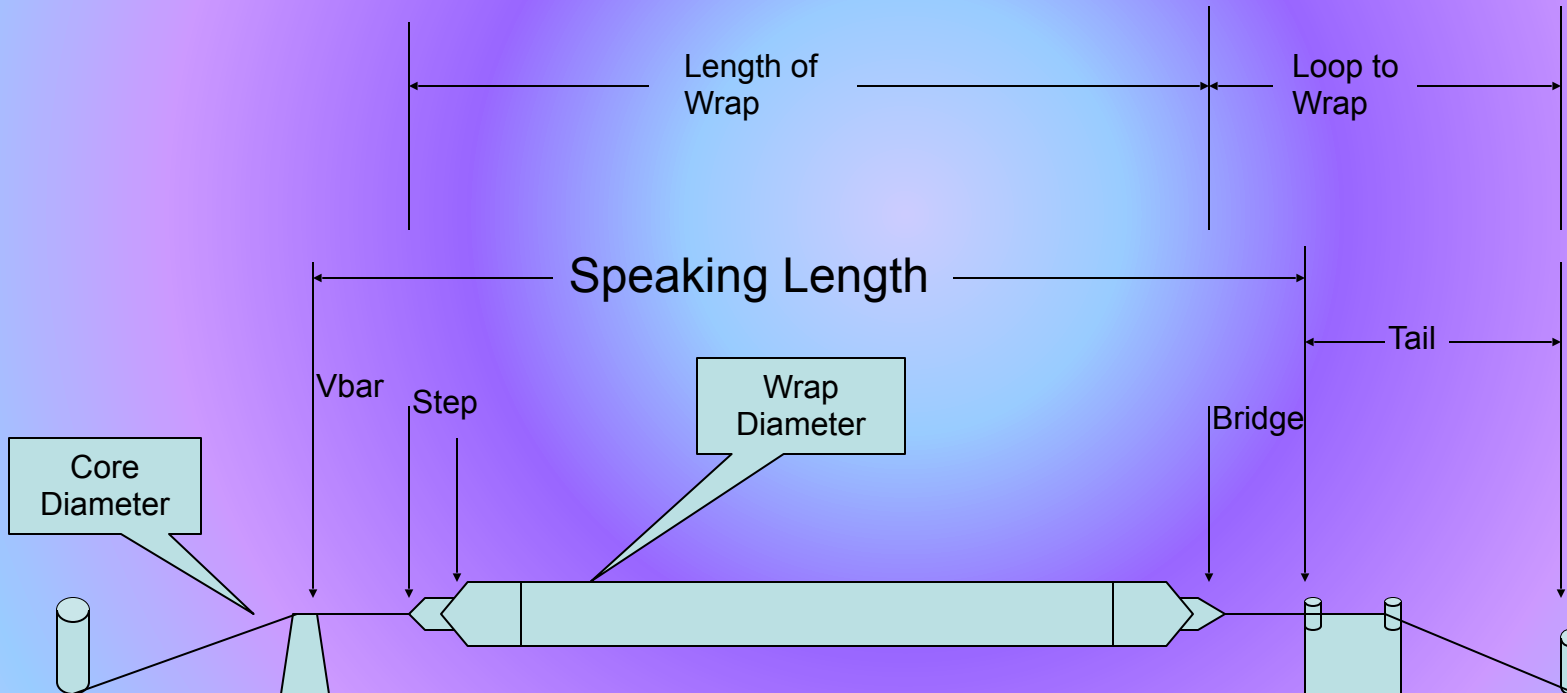 Length of
Wrap
Loop to
Wrap
Speaking Length
Tail
Vbar
Step
Wrap
Diameter
Bridge
Core
Diameter